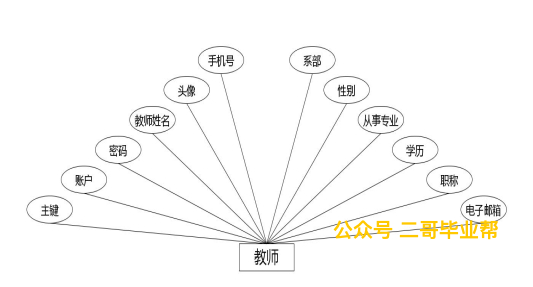 手机号
系部
头像
性别
教师姓名
从事专业
密码
学历
账户
职称
主键
电子邮箱
公众号 二哥毕业帮
教师